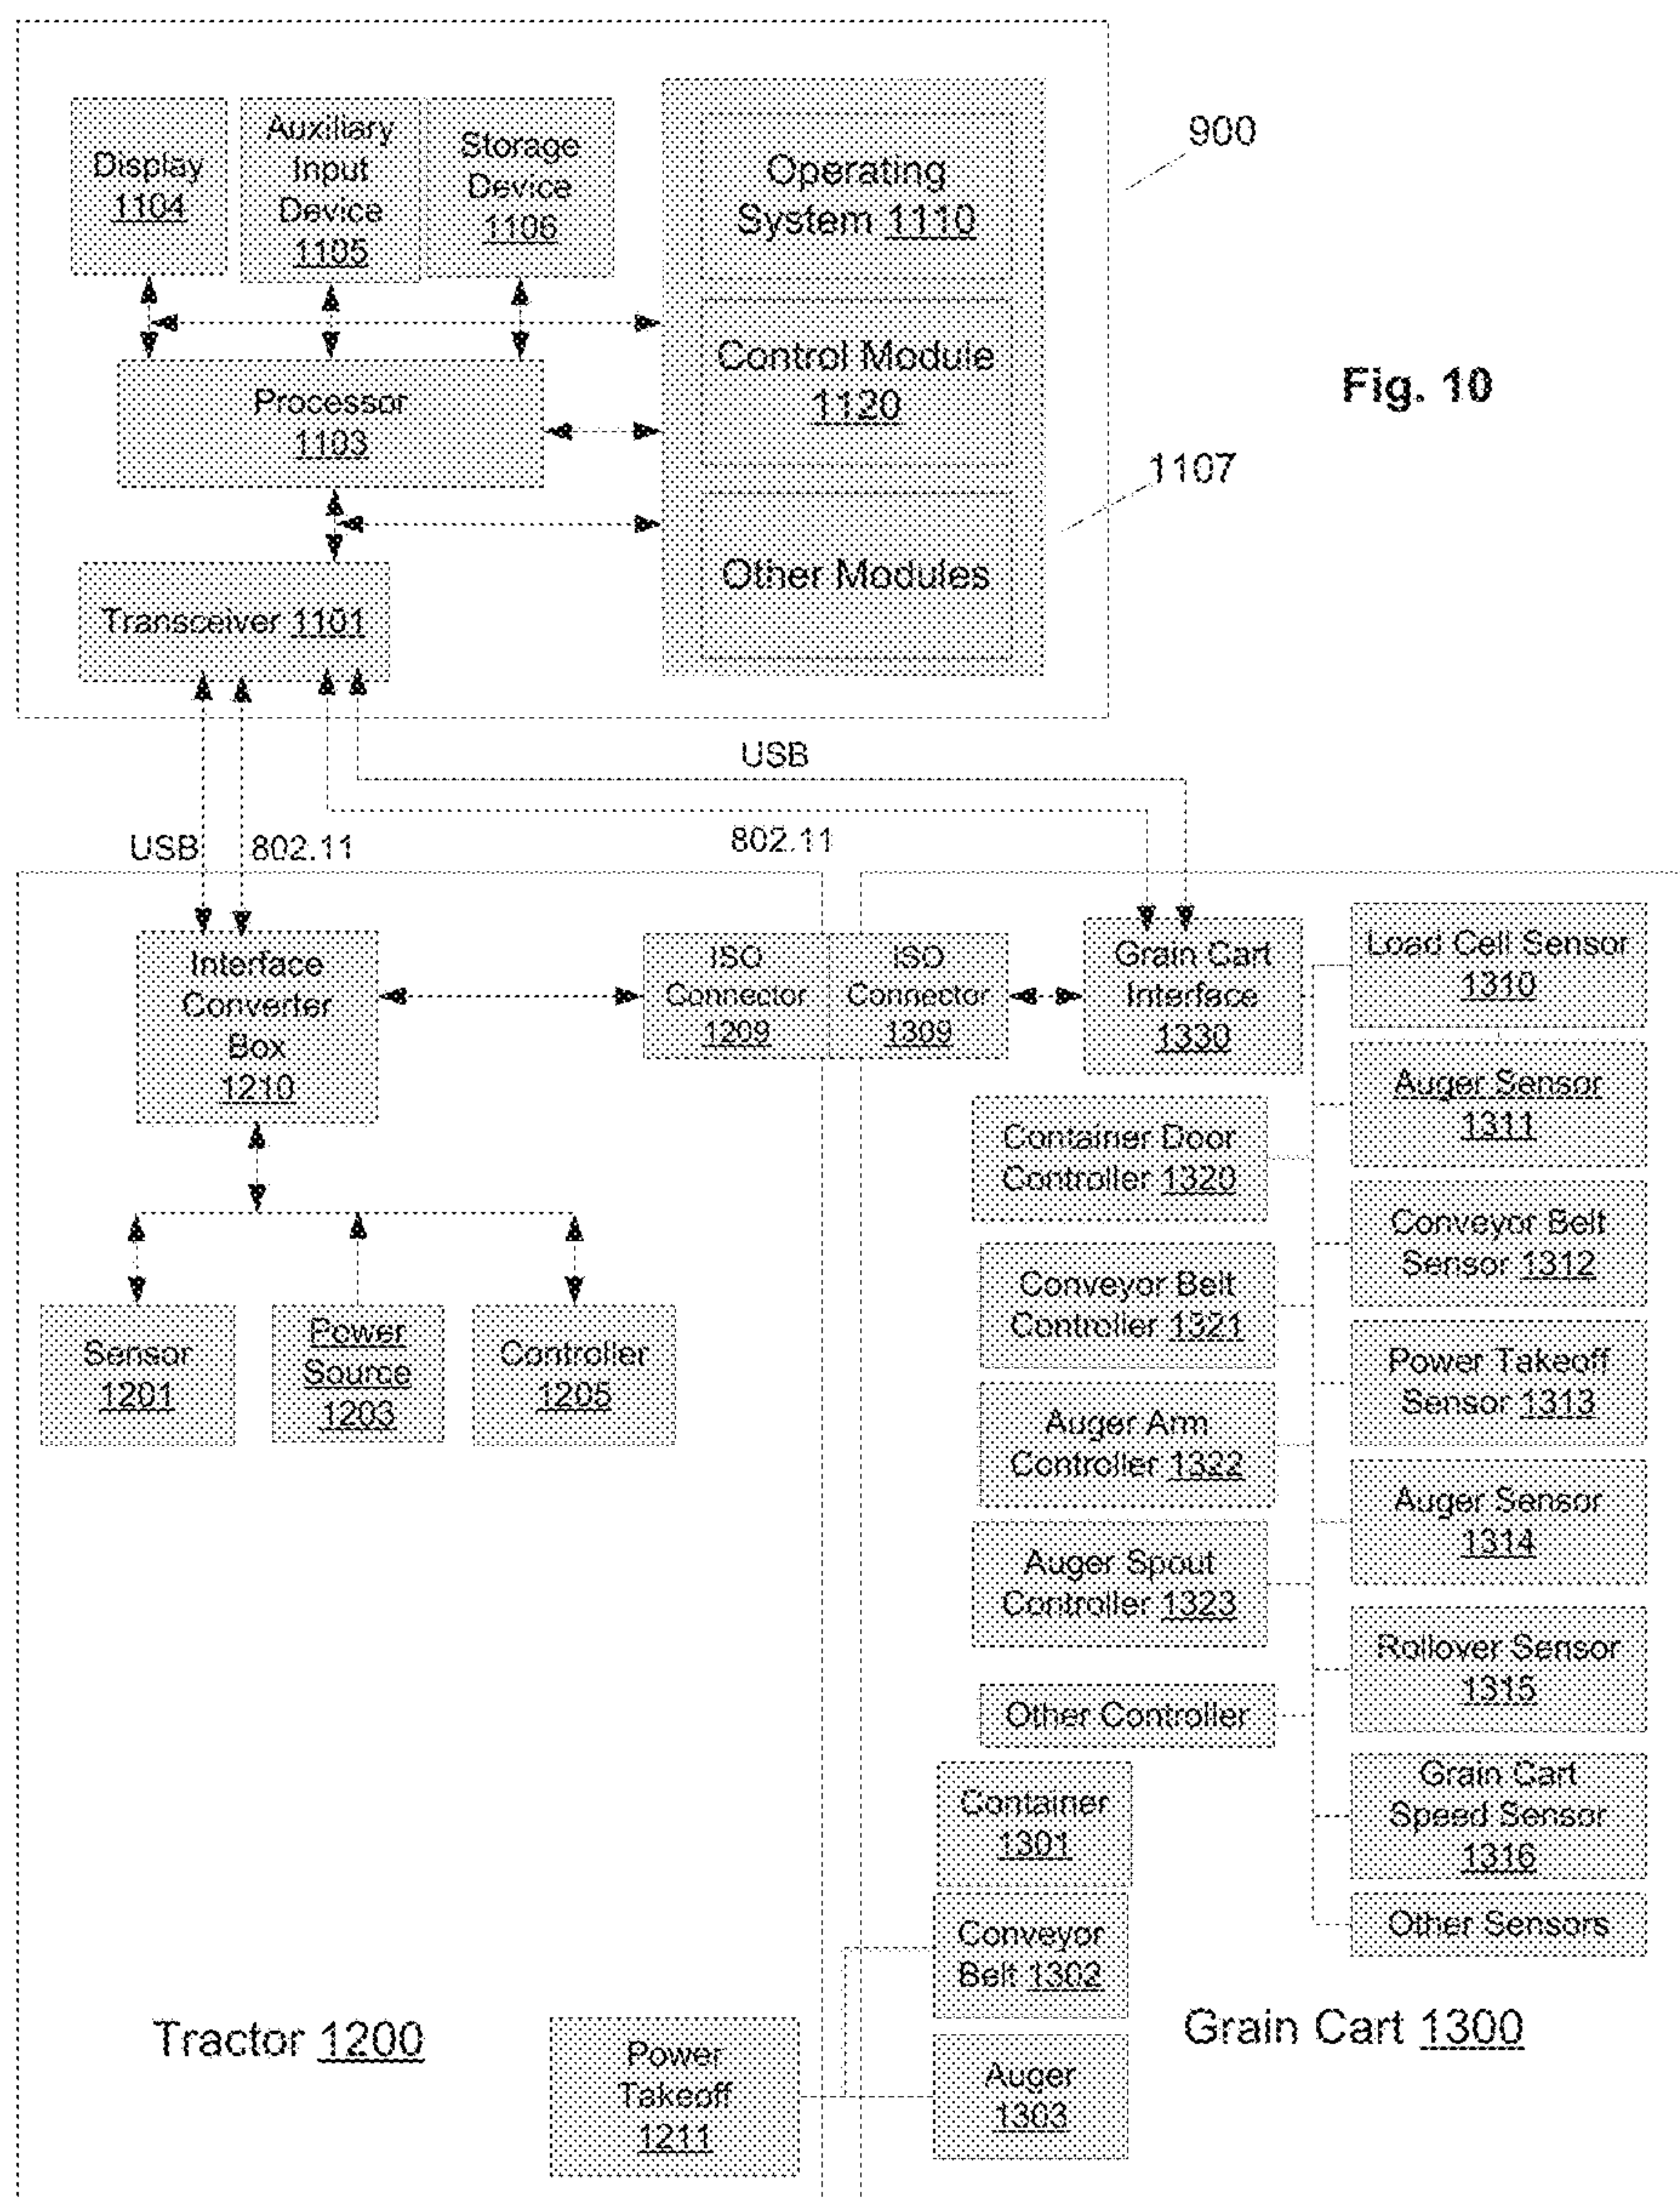 Display
1104
Auxiliary
Input
Device
1105
Storage
Device
1106
Operating
System 1110
900
Control Module
1120
Fig. 10
Processor
1103
1107
Other Modules
Transceiver 1101
USB
USB
802.11
802.11
Interface
Converter
Box
1210
ISO
Connector
1209
ISO
Connector
1309
Grain Cart
Interface
1330
Load Cell Sensor
1310
Auger Sensor
1311
Container Door
Controller 1320
Conveyor Belt
Sensor 1312
Conveyor Belt
Controller 1321
Sensor
1201
Power
Source
1203
Controller
1205
Power Takeoff
Sensor 1313
Auger Arm
Controller 1322
Auger Sensor
1314
Auger Spout
Controller 1323
Rollover Sensor
1315
Other Controller
Grain Cart
Speed Sensor
1316
Container
1301
Other Sensors
Conveyor
Belt 1302
Tractor 1200
Grain Cart 1300
Power
Takeoff
1211
Auger
1303